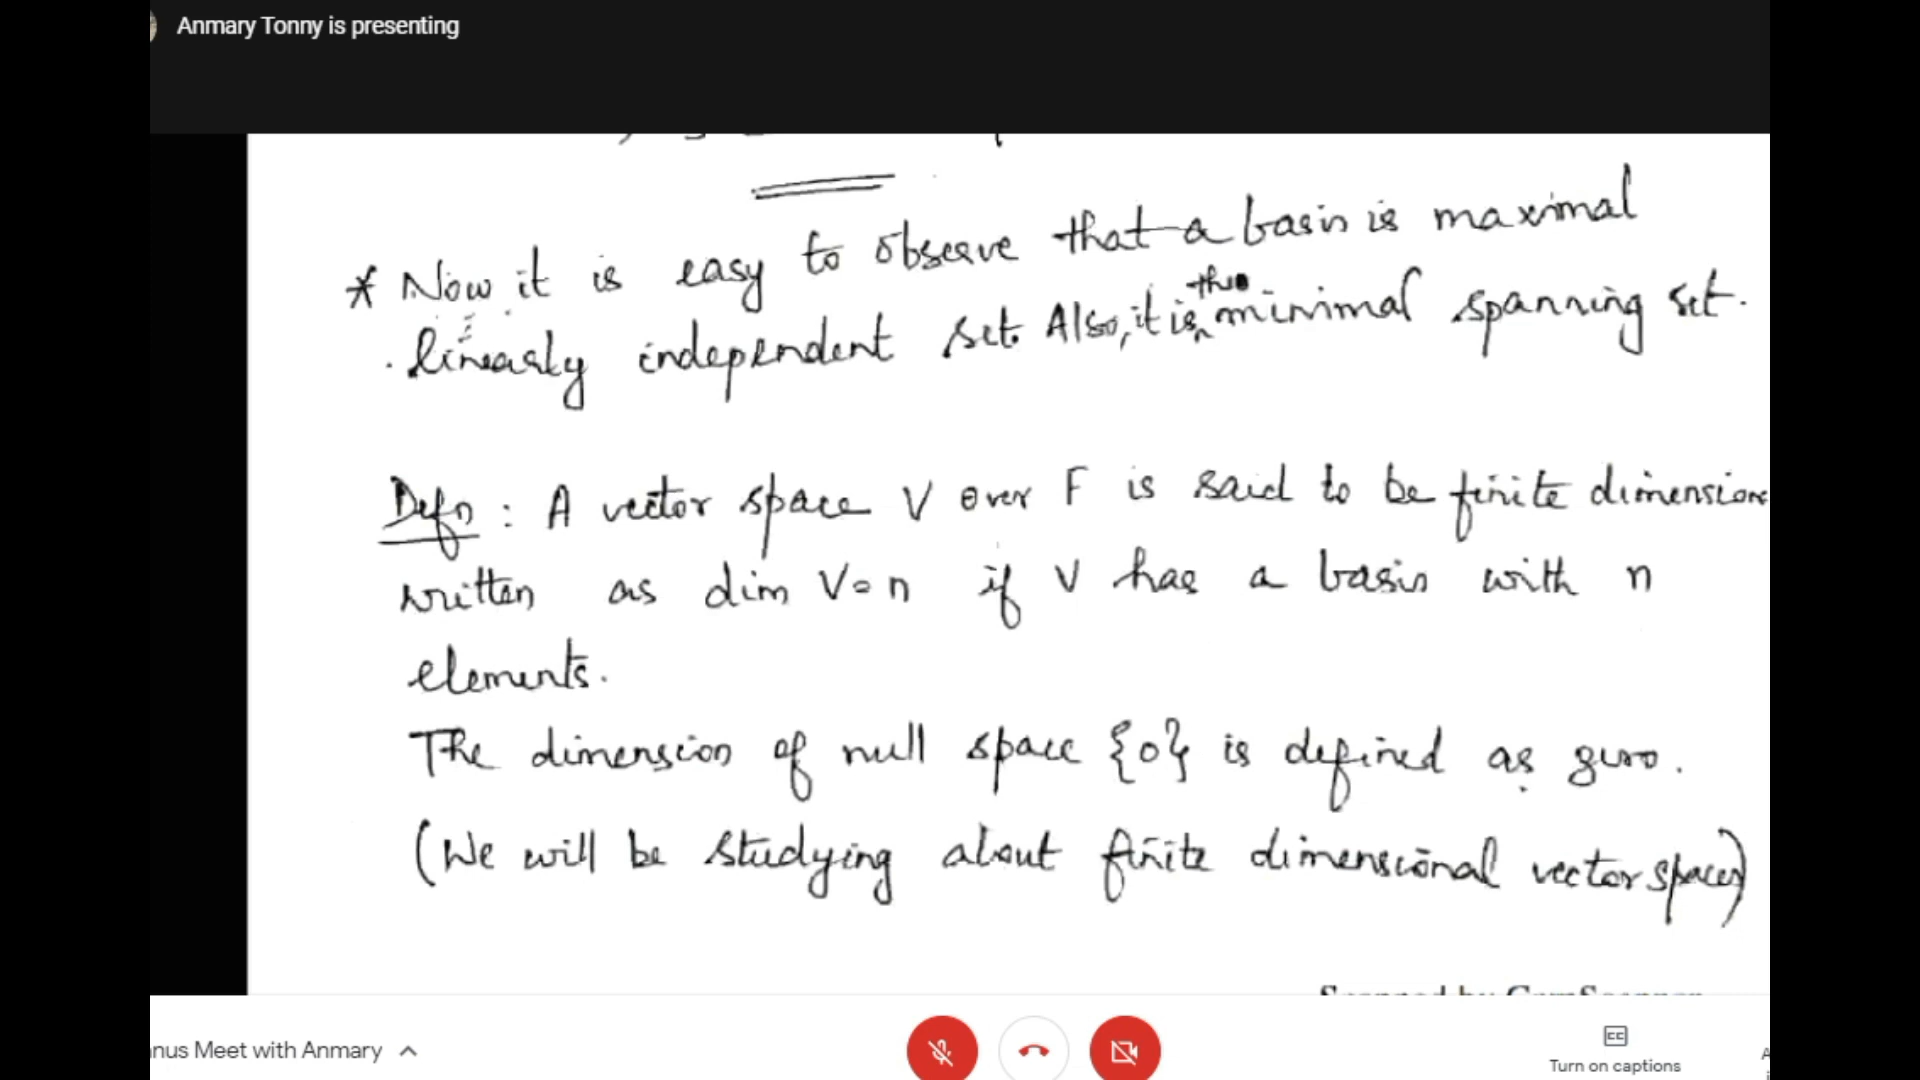 Anmary Tonny is presenting
* Now it is easy to observe that a basis is maximal
linearly independent set. Also, it is the minimal spanning set.
Defn : A vector space V over F is said to be finite dimension
written as dim V = n if V has a basis with n
elements.
The dimension of null space {0} is defined as zero.
(We will be studying about finite dimensional vector spaces)
nus Meet with Anmary
Turn on captions